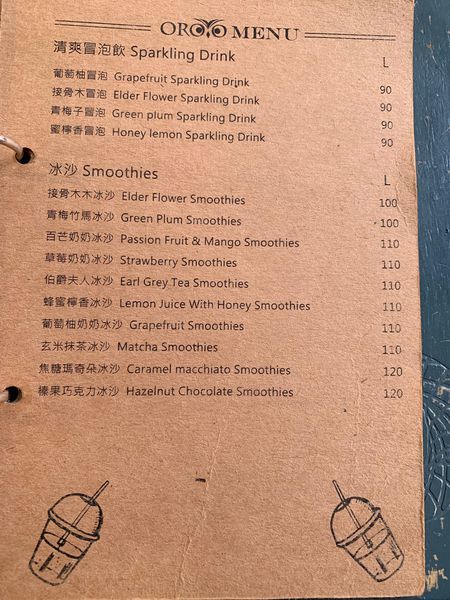 OROYO MENU
清爽冒泡飲 Sparkling Drink L
葡萄柚冒泡 Grapefruit Sparkling Drink 90
接骨木冒泡 Elder Flower Sparkling Drink 90
青梅子冒泡 Green plum Sparkling Drink 90
蜜檸香冒泡 Honey lemon Sparkling Drink 90
冰沙 Smoothies L
接骨木木冰沙 Elder Flower Smoothies 100
青梅竹馬冰沙 Green Plum Smoothies 100
百芒奶奶冰沙 Passion Fruit & Mango Smoothies 110
草莓奶奶冰沙 Strawberry Smoothies 110
伯爵夫人冰沙 Earl Grey Tea Smoothies 110
蜂蜜檸香冰沙 Lemon Juice With Honey Smoothies 110
葡萄柚奶奶冰沙 Grapefruit Smoothies 110
玄米抹茶冰沙 Matcha Smoothies 110
焦糖瑪奇朵冰沙 Caramel macchiato Smoothies 120
榛果巧克力冰沙 Hazelnut Chocolate Smoothies 120